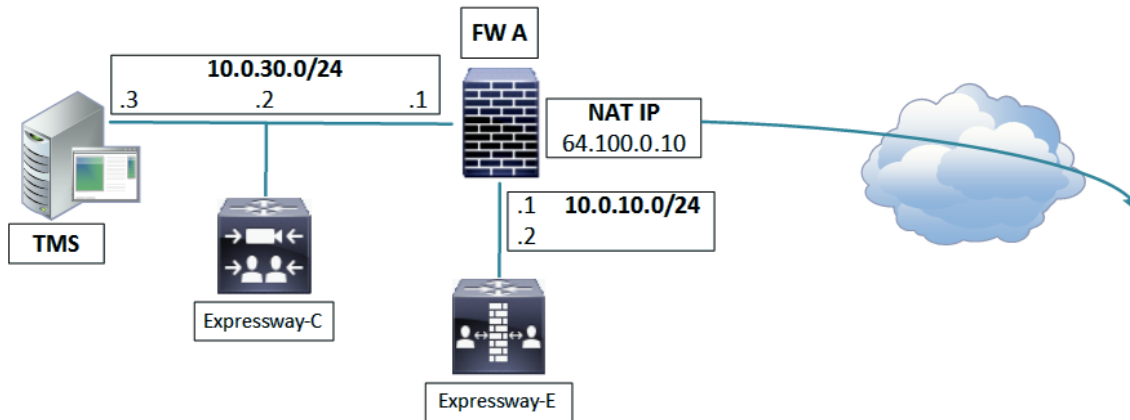 FW A
10.0.30.0/24
.3 .2 .1
NAT IP
64.100.0.10
TMS
.1 10.0.10.0/24
.2
Expressway-C
Expressway-E